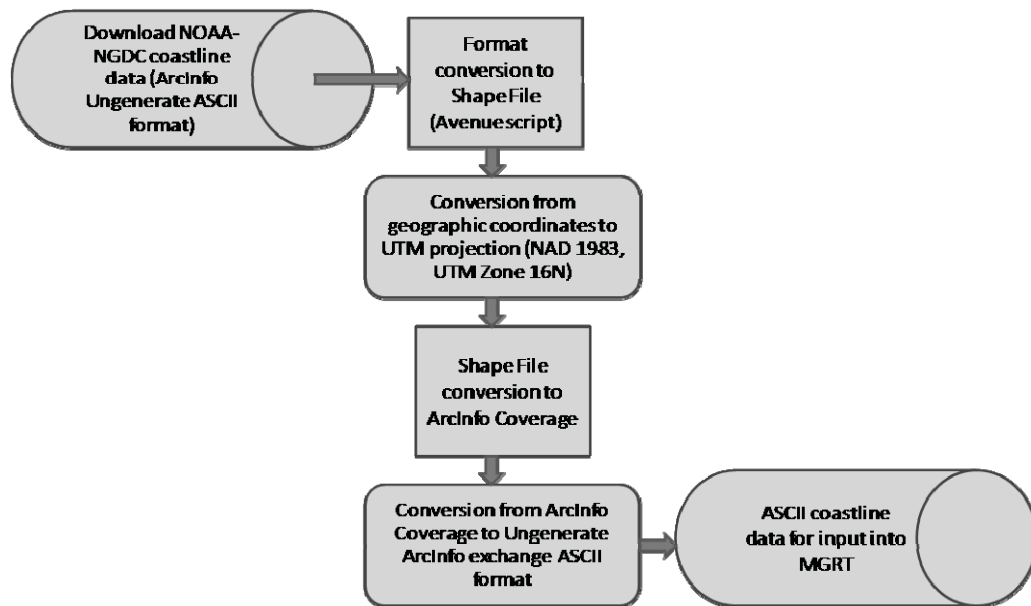 Download NOAA-
NGDC coastline
data (ArcInfo
Ungenerate ASCII
format)
Format
conversion to
Shape File
(Avenue script)
Conversion from
geographic coordinates to
UTM projection (NAD 1983,
UTM Zone 16N)
Shape File
conversion to
ArcInfo Coverage
Conversion from ArcInfo
Coverage to Ungenerate
ArcInfo exchange ASCII
format
ASCII coastline
data for input into
MGRT